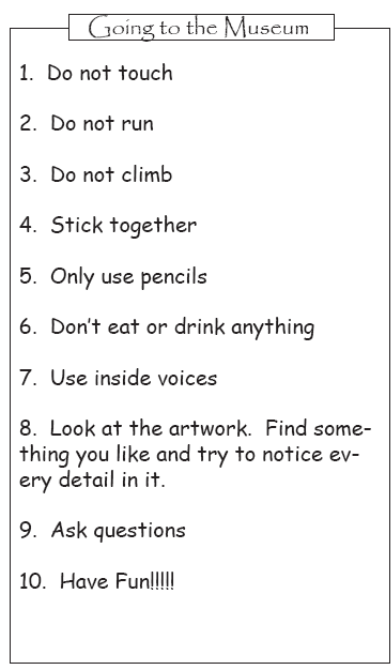 Going to the Museum
1. Do not touch
2. Do not run
3. Do not climb
4. Stick together
5. Only use pencils
6. Don't eat or drink anything
7. Use inside voices
8. Look at the artwork. Find some-
thing you like and try to notice ev-
ery detail in it.
9. Ask questions
10. Have Fun!!!!!